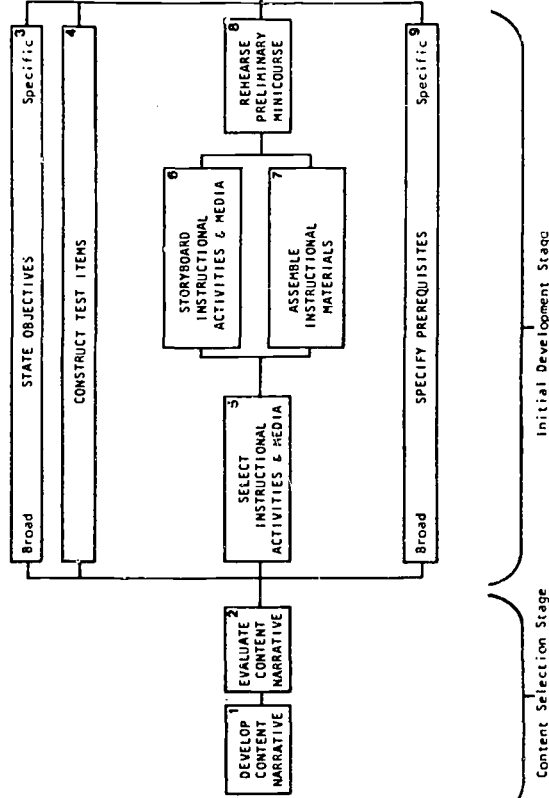 1
DEVELOP
CONTENT
NARRATIVE
2
EVALUATE
CONTENT
NARRATIVE
3
Broad STATE OBJECTIVES Specific
4
CONSTRUCT TEST ITEMS
5
SELECT
INSTRUCTIONAL
ACTIVITIES & MEDIA
6
STORYBOARD
INSTRUCTIONAL
ACTIVITIES & MEDIA
7
ASSEMBLE
INSTRUCTIONAL
MATERIALS
8
REHEARSE
PRELIMINARY
MINICOURSE
9
Broad SPECIFY PREREQUISITES Specific
Content Selection Stage
Initial Development Stage